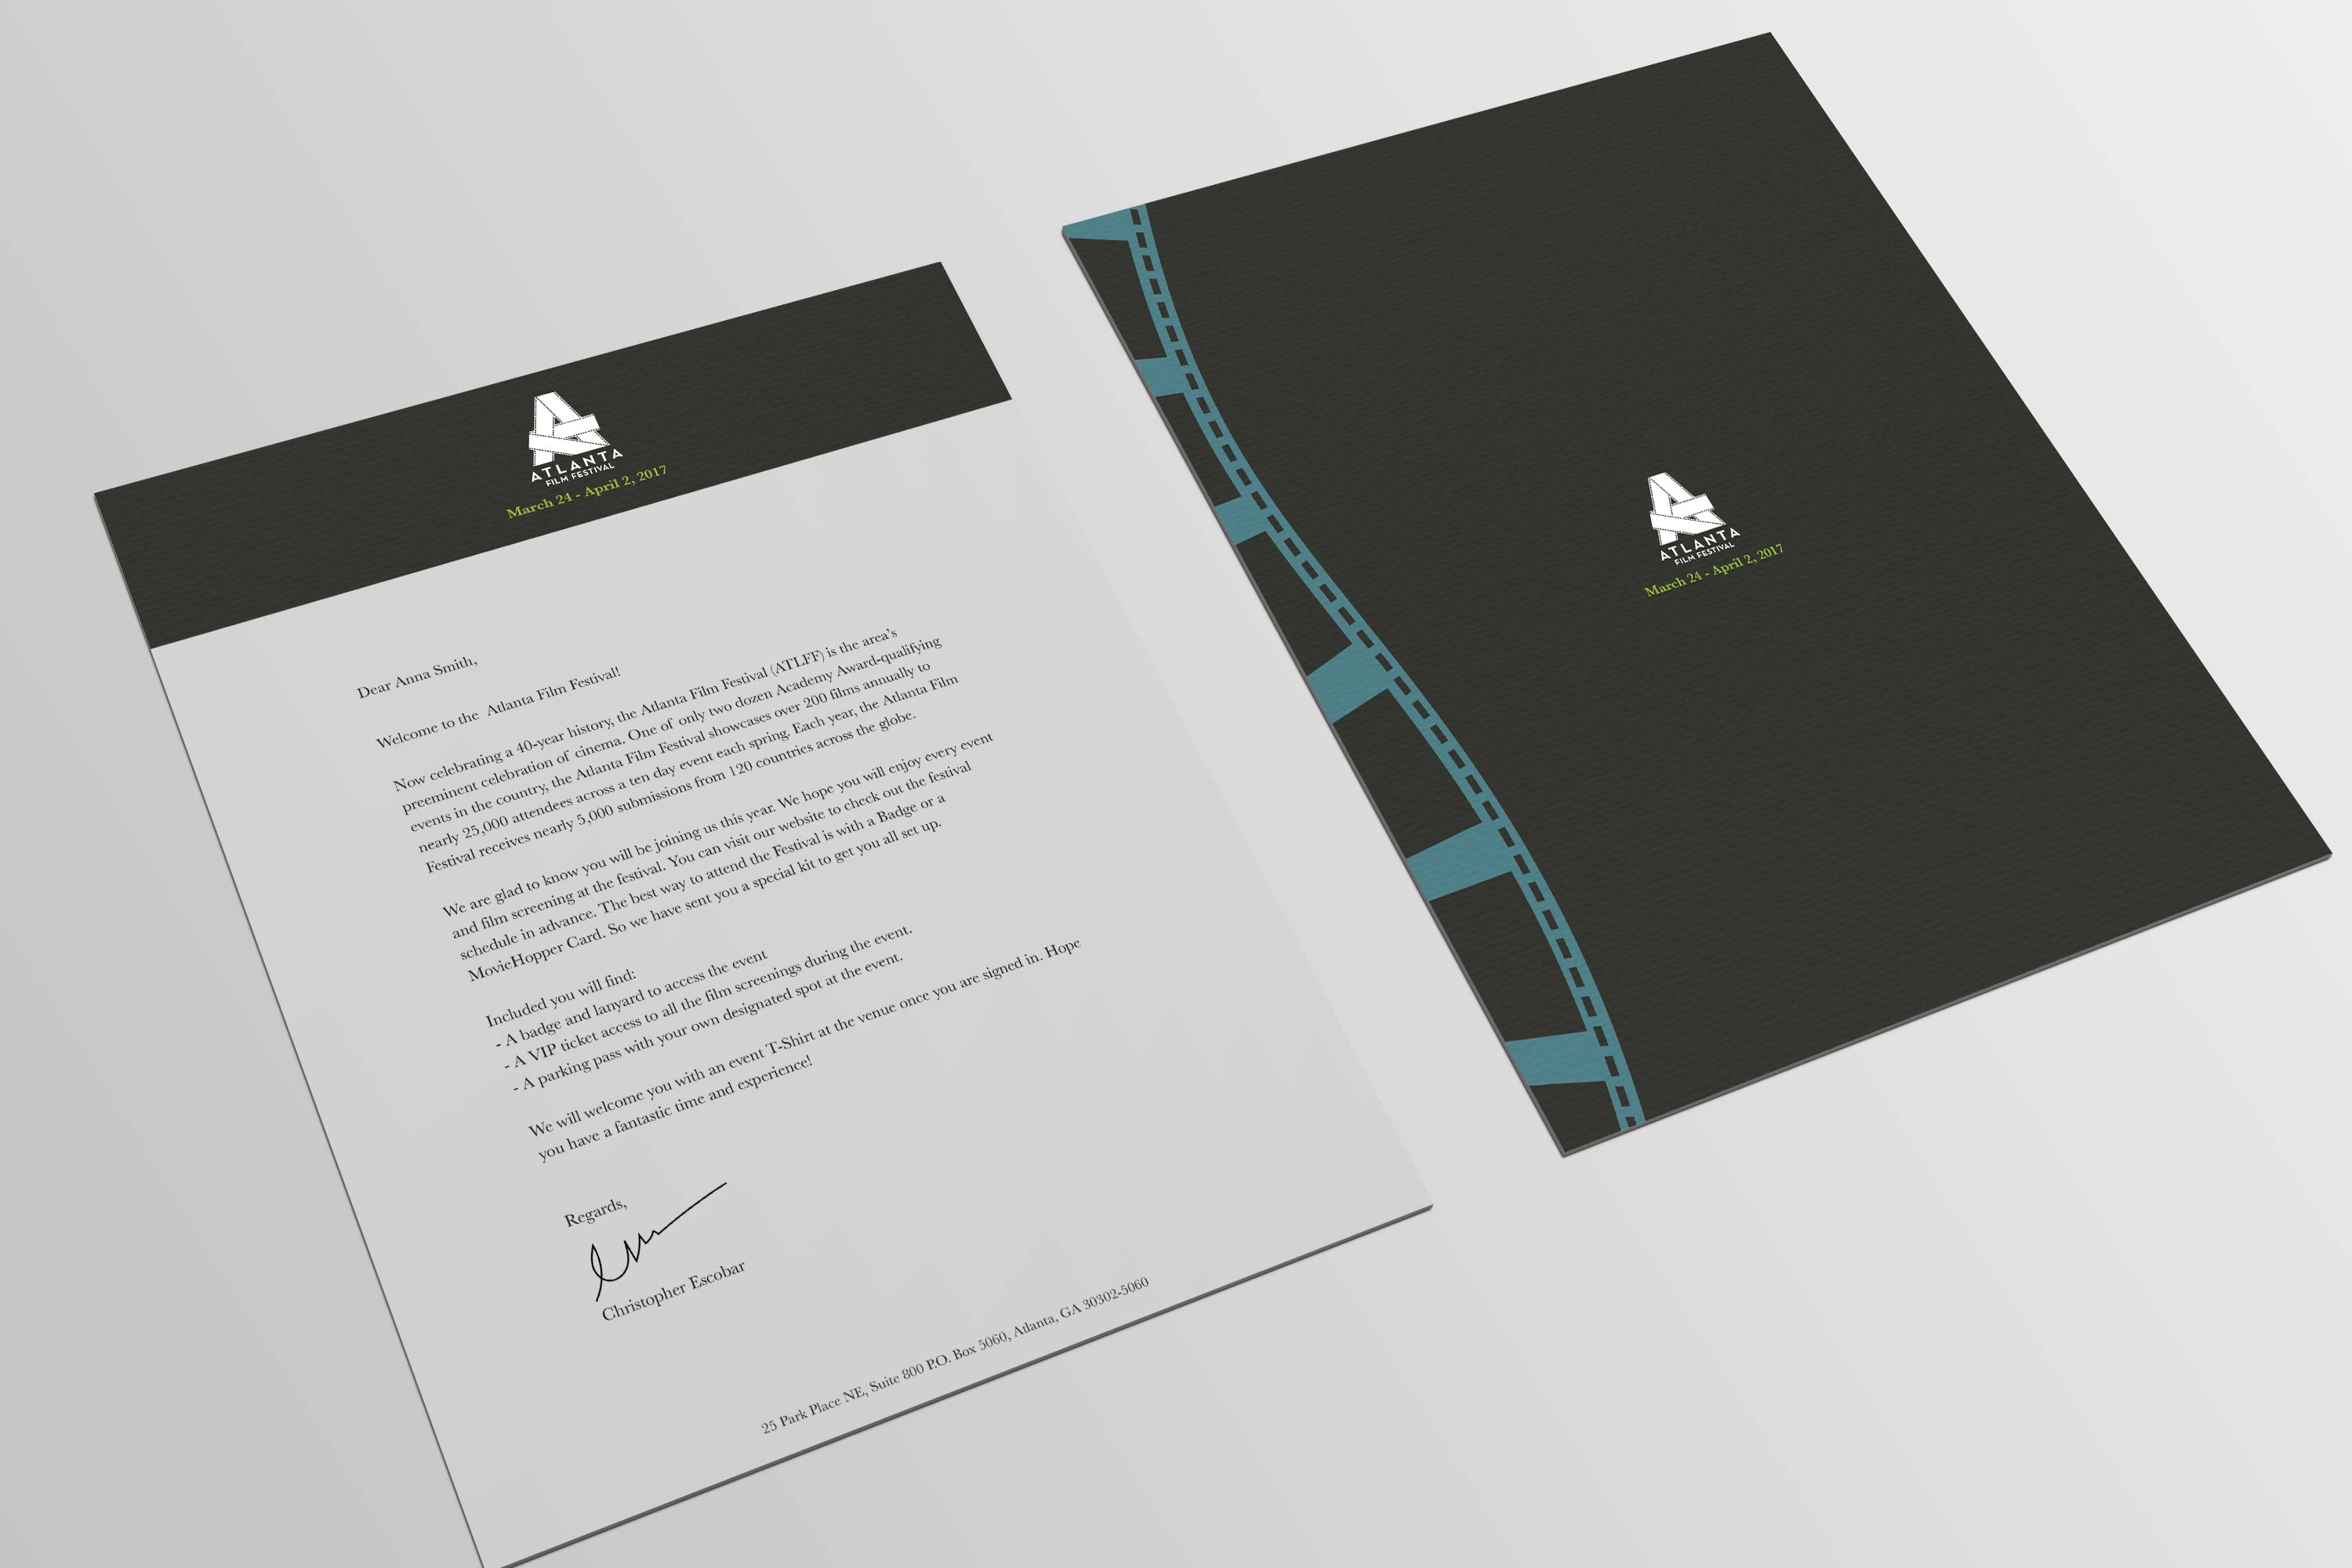 ATLANTA
FILM FESTIVAL
March 24 - April 2, 2017
Dear Anna Smith,
Welcome to the Atlanta Film Festival!
Now celebrating a 40-year history, the Atlanta Film Festival (ATLFF) is the area's
preeminent celebration of cinema. One of only two dozen Academy Award-qualifying
events in the country, the Atlanta Film Festival showcases over 200 films annually to
nearly 25,000 attendees across a ten day event each spring. Each year, the Atlanta Film
Festival receives nearly 5,000 submissions from 120 countries across the globe.
We are glad to know you will be joining us this year. We hope you will enjoy every event
and film screening at the festival. You can visit our website to check out the festival
schedule in advance. The best way to attend the Festival is with a Badge or a
MovieHopper Card. So we have sent you a special kit to get you all set up.
Included you will find:
- A badge and lanyard to access the event
- A VIP ticket access to all the film screenings during the event.
- A parking pass with your own designated spot at the event.
We will welcome you with an event T-Shirt at the venue once you are signed in. Hope
you have a fantastic time and experience!
Regards,
Christopher Escobar
25 Park Place NE, Suite 800 P.O. Box 5060, Atlanta, GA 30302-5060
ATLANTA
FILM FESTIVAL
March 24 - April 2, 2017